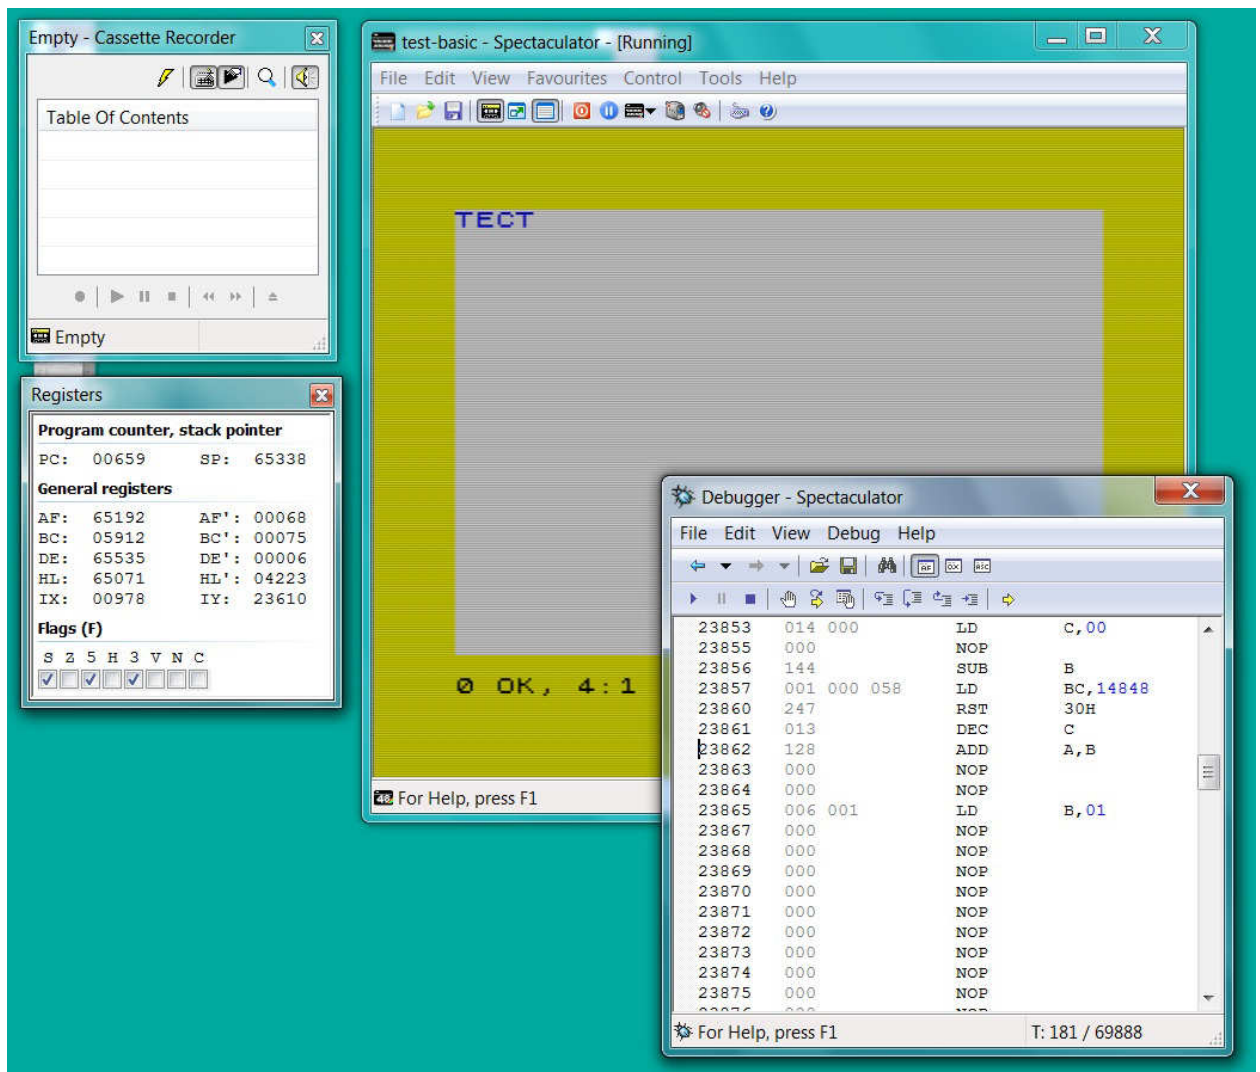 Empty - Cassette Recorder
Table Of Contents
Empty
Registers
Program counter, stack pointer
PC: 00659 SP: 65338
General registers
AF: 65192 AF': 00068
BC: 05912 BC': 00075
DE: 65535 DE': 00006
HL: 65071 HL': 04223
IX: 00978 IY: 23610
Flags (F)
S Z 5 H 3 V N C
test-basic - Spectaculator - [Running]
File Edit View Favourites Control Tools Help
ТЕСТ
0 OK, 4:1
48
For Help, press F1
Debugger - Spectaculator
File Edit View Debug Help
23853 014 000 LD C,00
23855 000 NOP
23856 144 SUB B
23857 001 000 058 LD BC,14848
23860 247 RST 30H
23861 013 DEC C
23862 128 ADD A,B
23863 000 NOP
23864 000 NOP
23865 006 001 LD B,01
23867 000 NOP
23868 000 NOP
23869 000 NOP
23870 000 NOP
23871 000 NOP
23872 000 NOP
23873 000 NOP
23874 000 NOP
23875 000 NOP
For Help, press F1 T: 181 / 69888